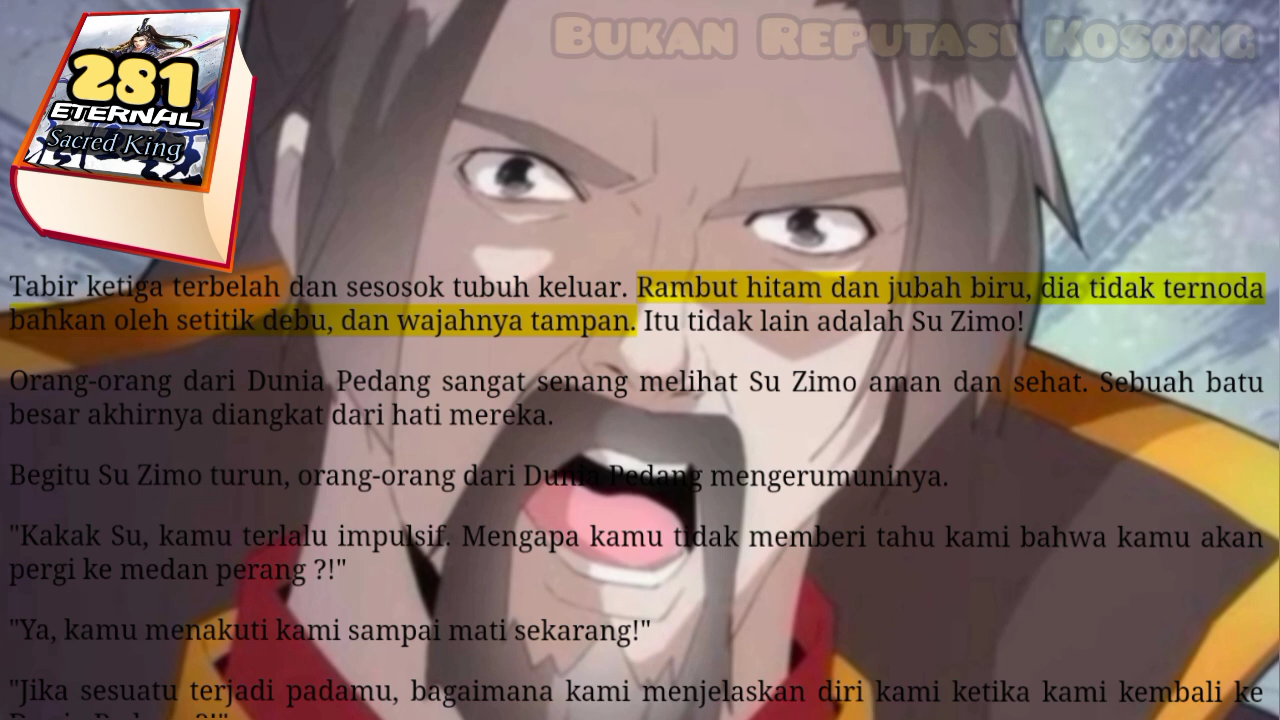 Bukan Reputasi Kosong
281
ETERNAL
Sacred King
Tabir ketiga terbelah dan sesosok tubuh keluar. Rambut hitam dan jubah biru, dia tidak ternoda
bahkan oleh setitik debu, dan wajahnya tampan. Itu tidak lain adalah Su Zimo!
Orang-orang dari Dunia Pedang sangat senang melihat Su Zimo aman dan sehat. Sebuah batu
besar akhirnya diangkat dari hati mereka.
Begitu Su Zimo turun, orang-orang dari Dunia Pedang mengerumuninya.
"Kakak Su, kamu terlalu impulsif. Mengapa kamu tidak memberi tahu kami bahwa kamu akan
pergi ke medan perang ?!"
"Ya, kamu menakuti kami sampai mati sekarang!"
"Jika sesuatu terjadi padamu, bagaimana kami menjelaskan diri kami ketika kami kembali ke